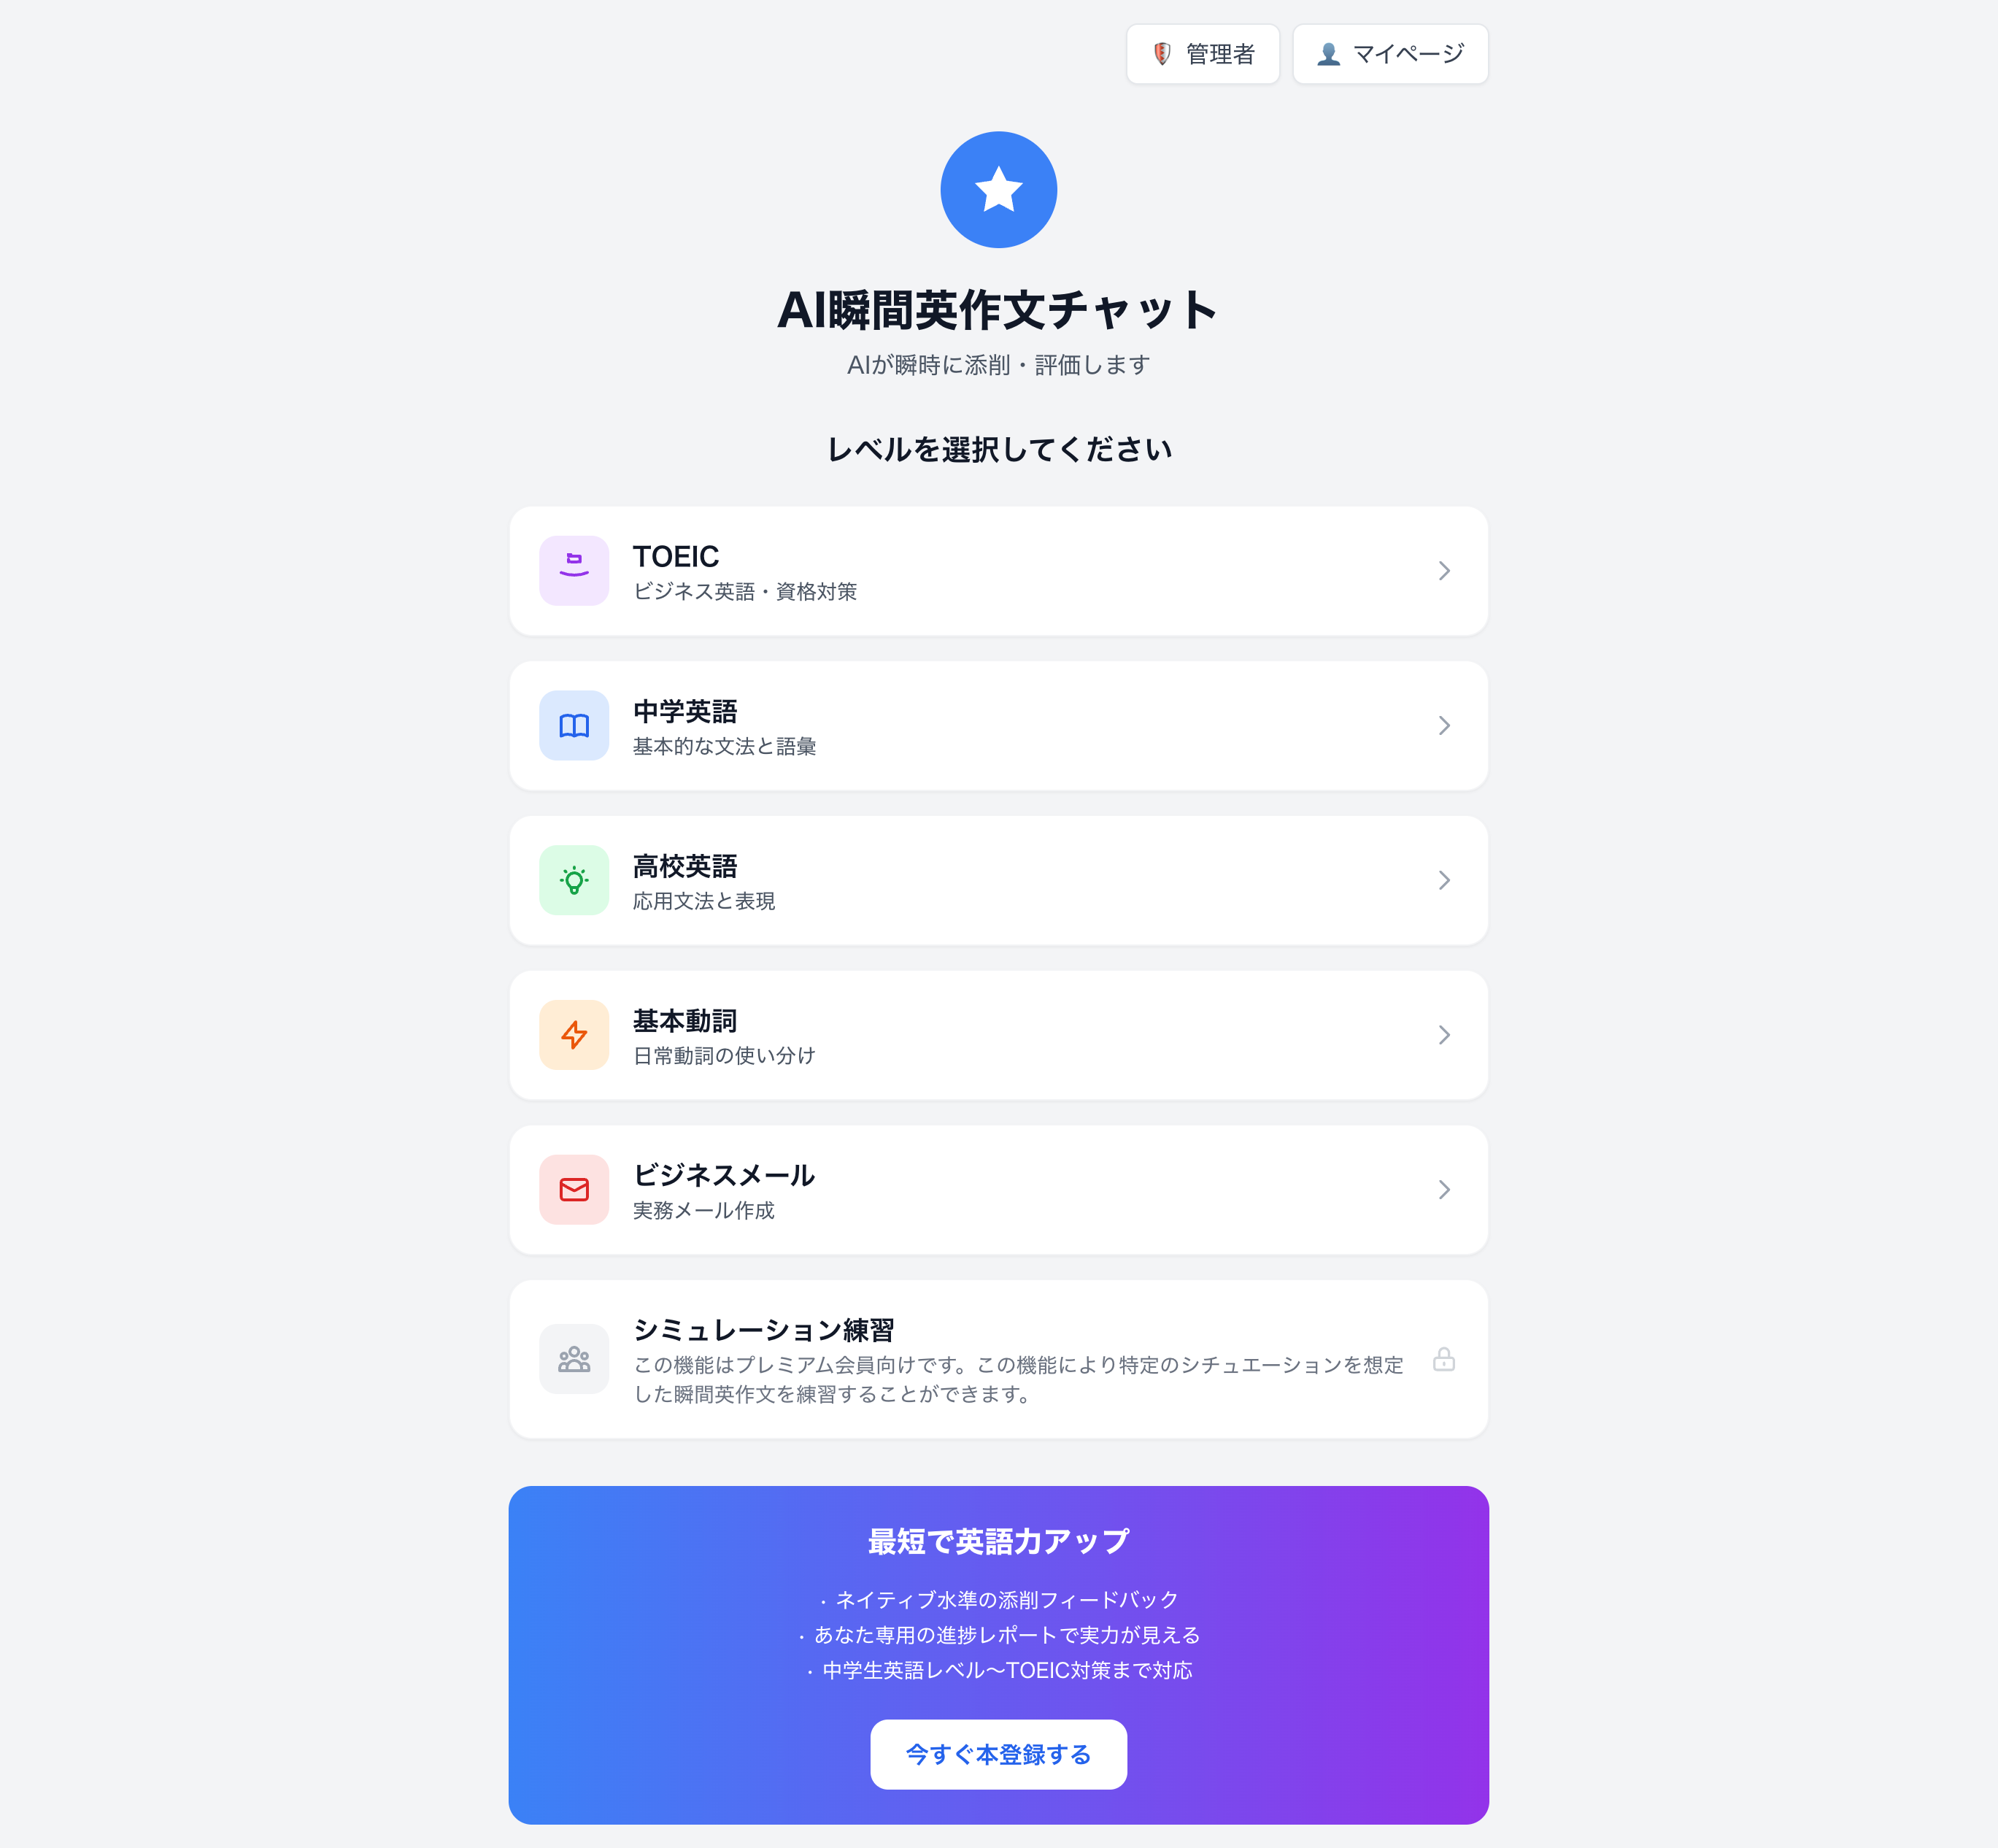 管理者
マイページ
AI瞬間英作文チャット
AIが瞬時に添削・評価します
レベルを選択してください
TOEIC
ビジネス英語・資格対策
中学英語
基本的な文法と語彙
高校英語
応用文法と表現
基本動詞
日常動詞の使い分け
ビジネスメール
実務メール作成
シミュレーション練習
この機能はプレミアム会員向けです。この機能により特定のシチュエーションを想定
した瞬間英作文を練習することができます。
最短で英語力アップ
・ネイティブ水準の添削フィードバック
・あなた専用の進捗レポートで実力が見える
・中学生英語レベル〜TOEIC対策まで対応
今すぐ本登録する